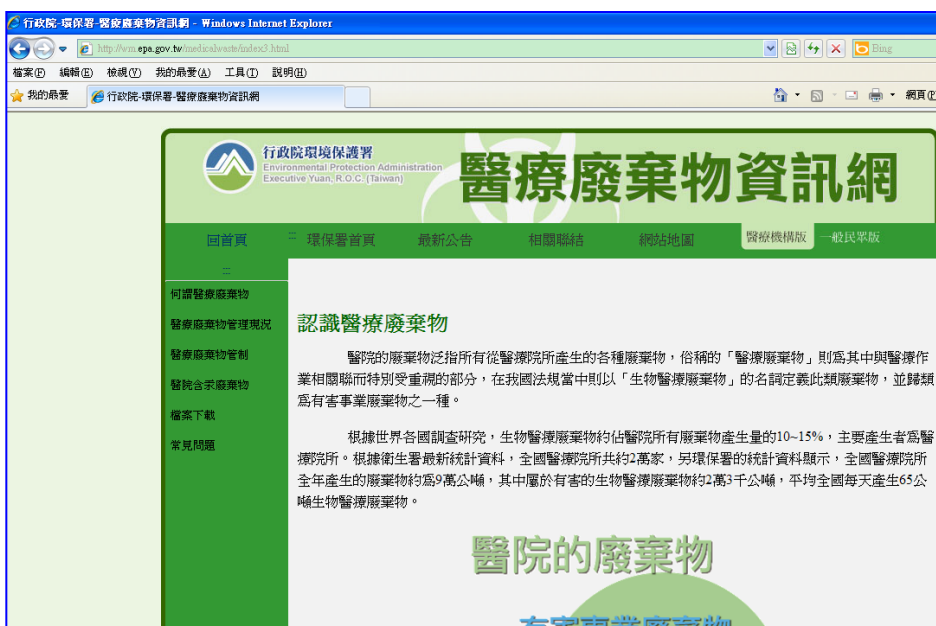 行政院-環保署-醫療廢棄物資訊網 - Windows Internet Explorer
http://wm.epa.gov.tw/medicalwaste/index3.html
Bing
檔案(F) 編輯(E) 檢視(V) 我的最愛(A) 工具(T) 說明(H)
我的最愛 行政院-環保署-醫療廢棄物資訊網 網頁(P
行政院環境保護署
Environmental Protection Administration
Executive Yuan, R.O.C. (Taiwan)
醫療廢棄物資訊網
回首頁 ::: 環保署首頁 最新公告 相關聯結 網站地圖 醫療機構版 一般民眾版
:::
何謂醫療廢棄物
醫療廢棄物管理現況
醫療廢棄物管制
醫院含汞廢棄物
檔案下載
常見問題
認識醫療廢棄物
醫院的廢棄物泛指所有從醫療院所產生的各種廢棄物，俗稱的「醫療廢棄物」則為其中與醫療作
業相關聯而特別受重視的部分，在我國法規當中則以「生物醫療廢棄物」的名詞定義此類廢棄物，並歸類
為有害事業廢棄物之一種。
根據世界各國調查研究，生物醫療廢棄物約佔醫院所有廢棄物產生量的10~15%，主要產生者為醫
療院所。根據衛生署最新統計資料，全國醫療院所共約2萬家，另環保署的統計資料顯示，全國醫療院所
全年產生的廢棄物約為9萬公噸，其中屬於有害的生物醫療廢棄物約2萬3千公噸，平均全國每天產生65公
噸生物醫療廢棄物。
醫院的廢棄物
有害事業廢棄物